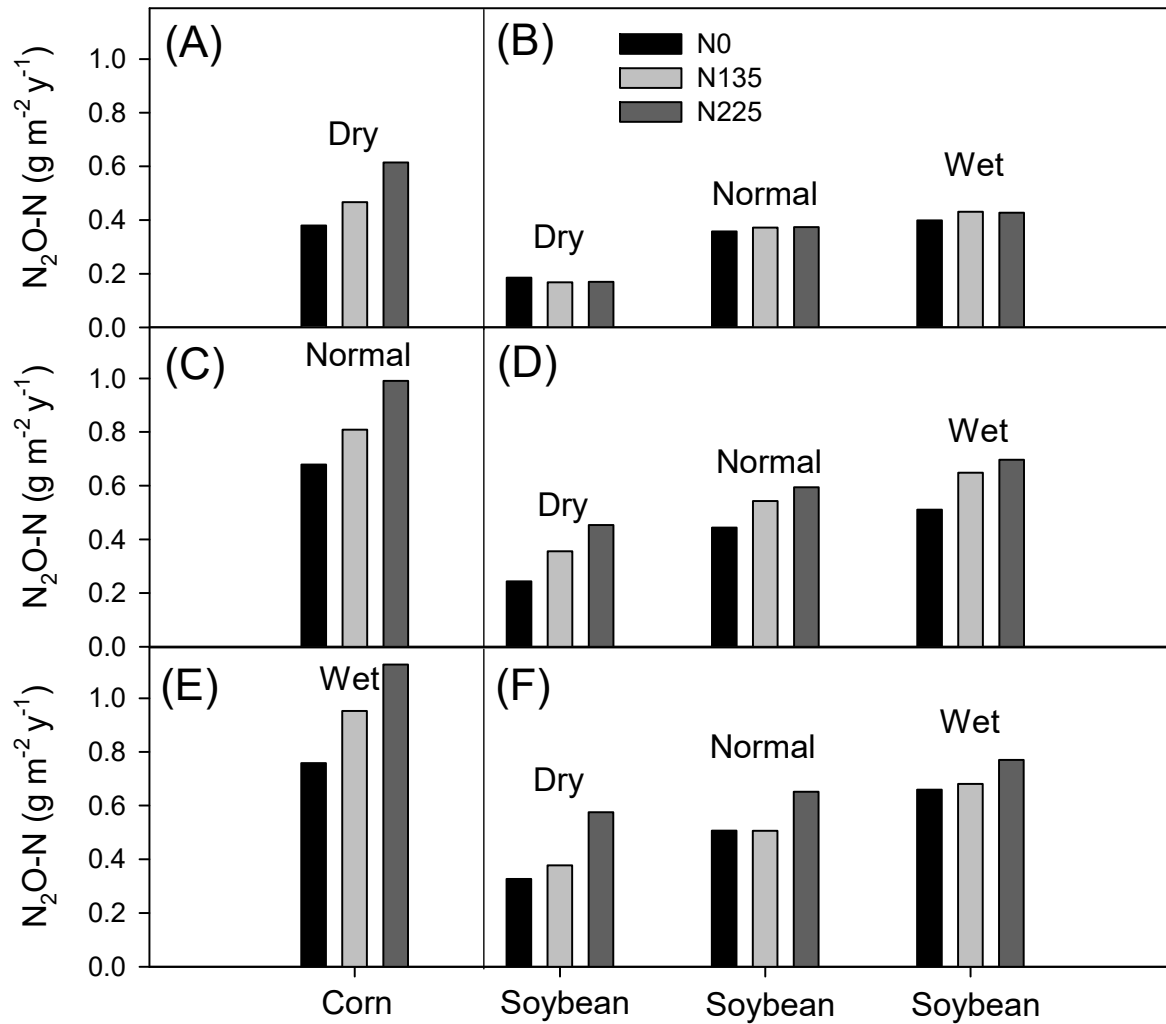 (A)
(B)
N0
N135
N225
Dry
Dry
Normal
Wet
N₂O-N (g m⁻² y⁻¹)
1.0
0.8
0.6
0.4
0.2
0.0
(C)
Normal
(D)
Dry
Normal
Wet
N₂O-N (g m⁻² y⁻¹)
1.0
0.8
0.6
0.4
0.2
0.0
(E)
Wet
(F)
Dry
Normal
Wet
N₂O-N (g m⁻² y⁻¹)
1.0
0.8
0.6
0.4
0.2
0.0
Corn
Soybean
Soybean
Soybean